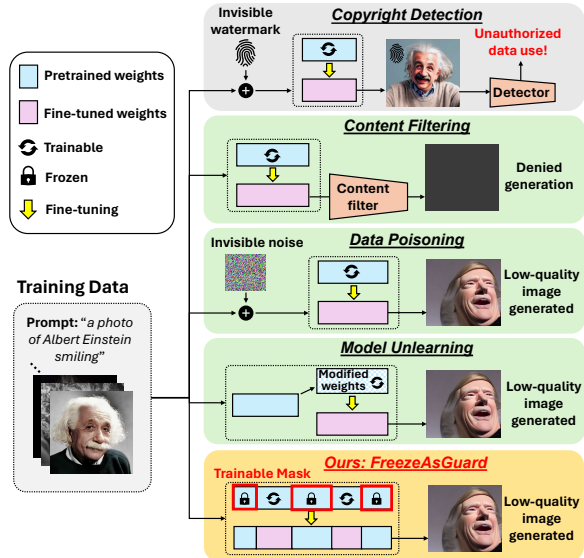 Pretrained weights
Fine-tuned weights
Trainable
Frozen
Fine-tuning
Training Data
Prompt: “a photo
of Albert Einstein
smiling”
Copyright Detection
Invisible
watermark
Unauthorized
data use!
Detector
Content Filtering
Content
filter
Denied
generation
Data Poisoning
Invisible noise
Low-quality
image
generated
Model Unlearning
Modified
weights
Low-quality
image
generated
Ours: FreezeAsGuard
Trainable Mask
Low-quality
image
generated